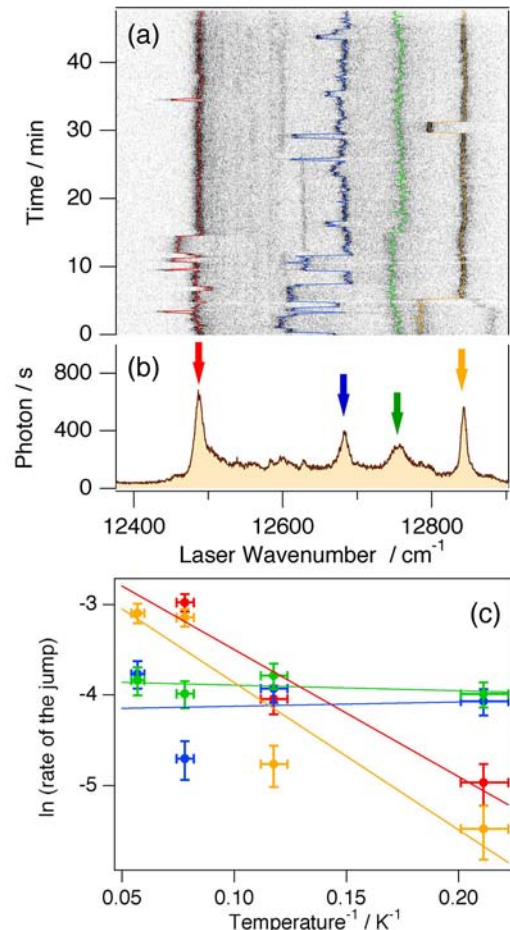 (a)
40
30
20
10
0
Time / min
(b)
800
400
0
Photon / s
12400 12600 12800
Laser Wavenumber / cm-1
(c)
-3
-4
-5
ln (rate of the jump)
0.05 0.10 0.15 0.20
Temperature-1 / K-1